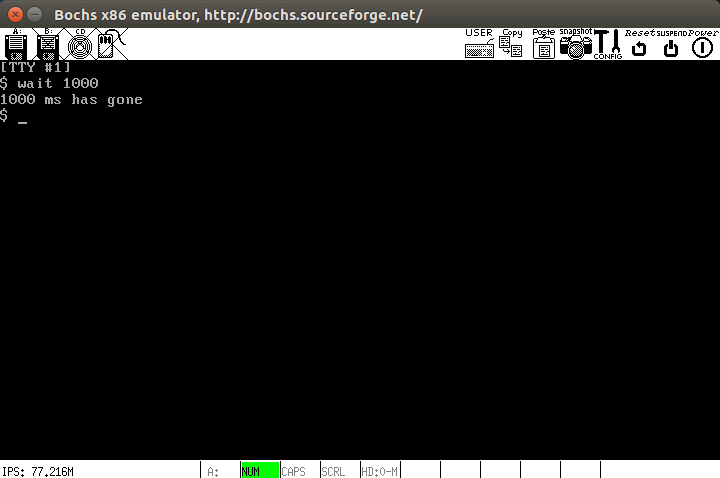 Bochs x86 emulator, http://bochs.sourceforge.net/
A: B: CD USER Copy Paste snapshot CONFIG Reset SUSPEND Power
[TTY #1]
$ wait 1000
1000 ms has gone
$ _
IPS: 77.216M A: NUM CAPS SCRL HD:0-M